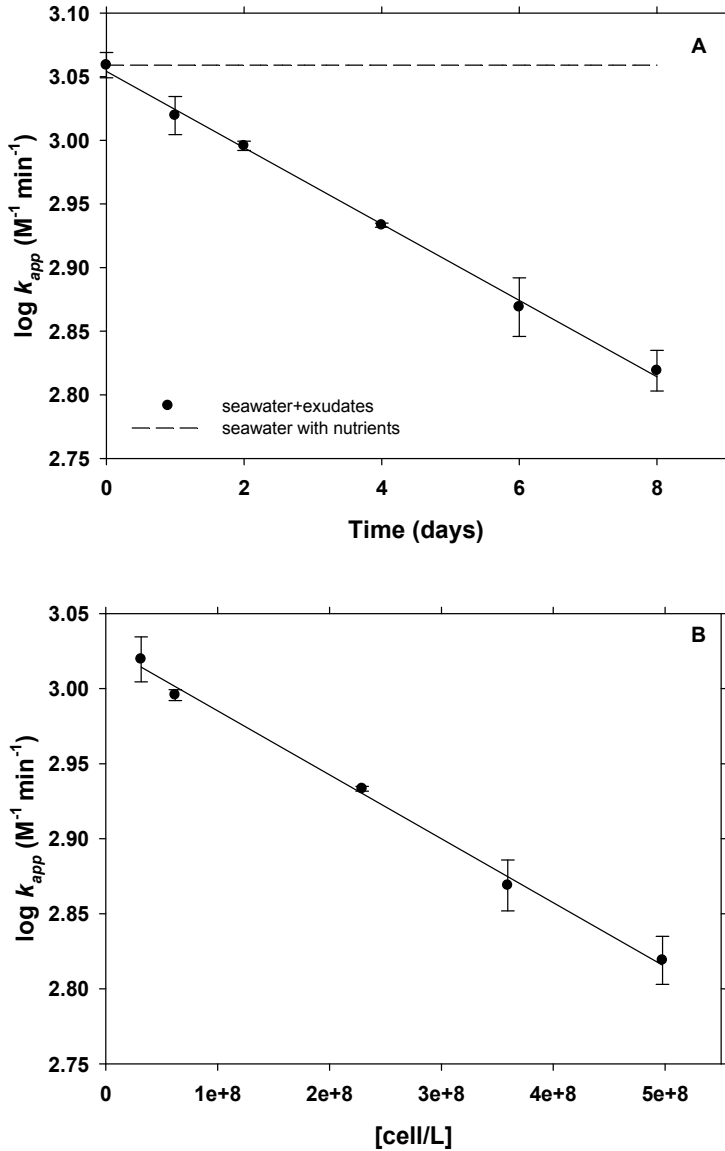 A
3.10
3.05
3.00
2.95
2.90
2.85
2.80
2.75
log k_app (M⁻¹ min⁻¹)
seawater+exudates
seawater with nutrients
0 2 4 6 8
Time (days)
B
3.05
3.00
2.95
2.90
2.85
2.80
2.75
log k_app (M⁻¹ min⁻¹)
0 1e+8 2e+8 3e+8 4e+8 5e+8
[cell/L]